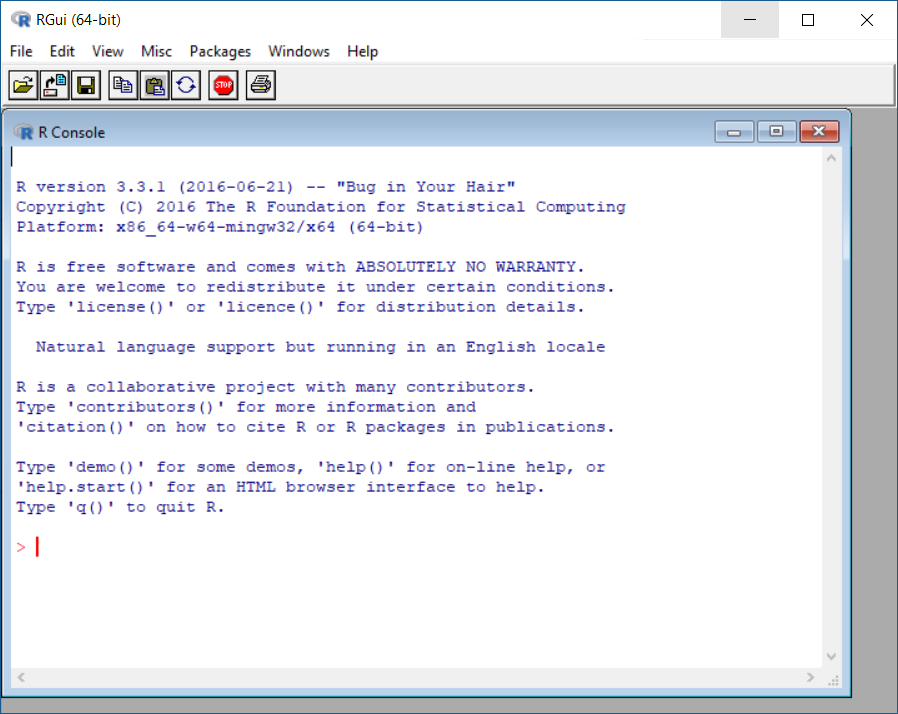 RGui (64-bit)
File Edit View Misc Packages Windows Help
STOP
R Console
R version 3.3.1 (2016-06-21) -- "Bug in Your Hair"
Copyright (C) 2016 The R Foundation for Statistical Computing
Platform: x86_64-w64-mingw32/x64 (64-bit)
R is free software and comes with ABSOLUTELY NO WARRANTY.
You are welcome to redistribute it under certain conditions.
Type 'license()' or 'licence()' for distribution details.
Natural language support but running in an English locale
R is a collaborative project with many contributors.
Type 'contributors()' for more information and
'citation()' on how to cite R or R packages in publications.
Type 'demo()' for some demos, 'help()' for on-line help, or
'help.start()' for an HTML browser interface to help.
Type 'q()' to quit R.
>